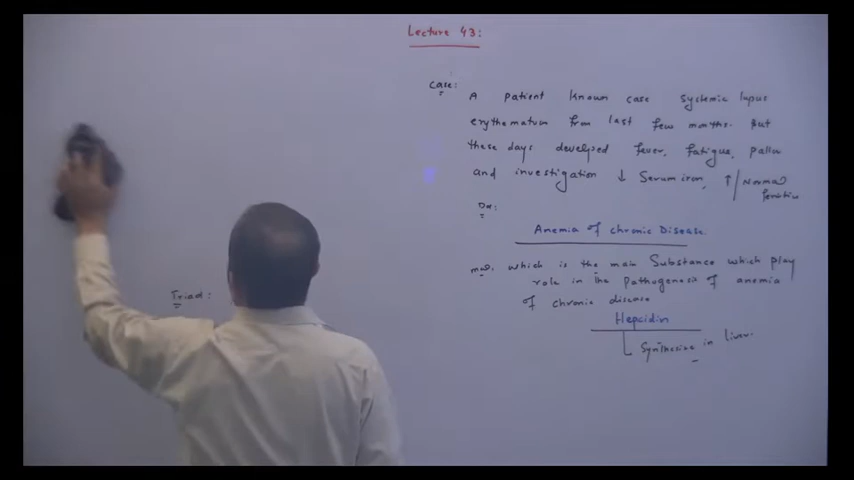 Lecture 43:
Case:
A patient known case systemic lupus
erythematum from last few months. But
these days developed fever, fatigue, pallor
and investigation ↓ Serum iron, ↑/Normal
ferritin
Dx:
Anemia of chronic Disease
which is the main Substance which play
role in the pathogenesis of anemia
of chronic disease
Hepcidin
Synthesize in liver.
Triad: